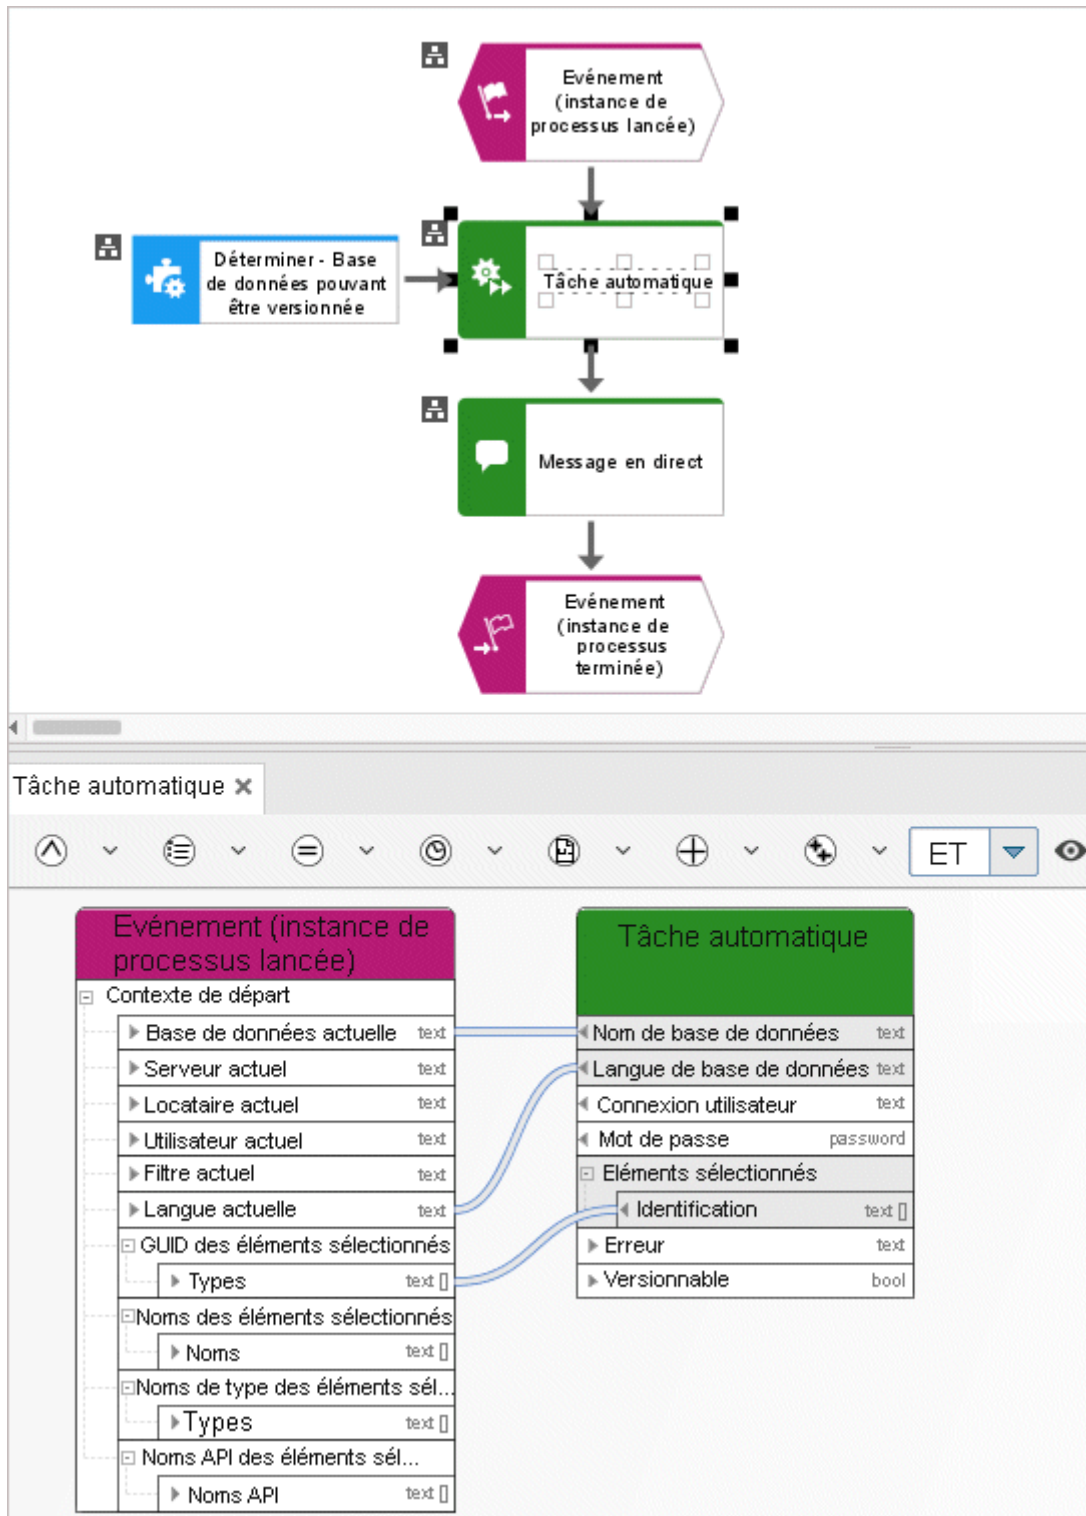 Evénement
(instance de
processus lancée)
Déterminer - Base
de données pouvant
être versionnée
Tâche automatique
Message en direct
Evénement
(instance de
processus
terminée)
Tâche automatique
ET
Evénement (instance de
processus lancée)
Tâche automatique
Contexte de départ
Base de données actuelle text
Nom de base de données text
Serveur actuel text
Langue de base de données text
Locataire actuel text
Connexion utilisateur text
Utilisateur actuel text
Mot de passe password
Filtre actuel text
Eléments sélectionnés
Langue actuelle text
Identification text []
GUID des éléments sélectionnés
Erreur text
Types text []
Versionnable bool
Noms des éléments sélectionnés
Noms text []
Noms de type des éléments sél...
Types text []
Noms API des éléments sél...
Noms API text []